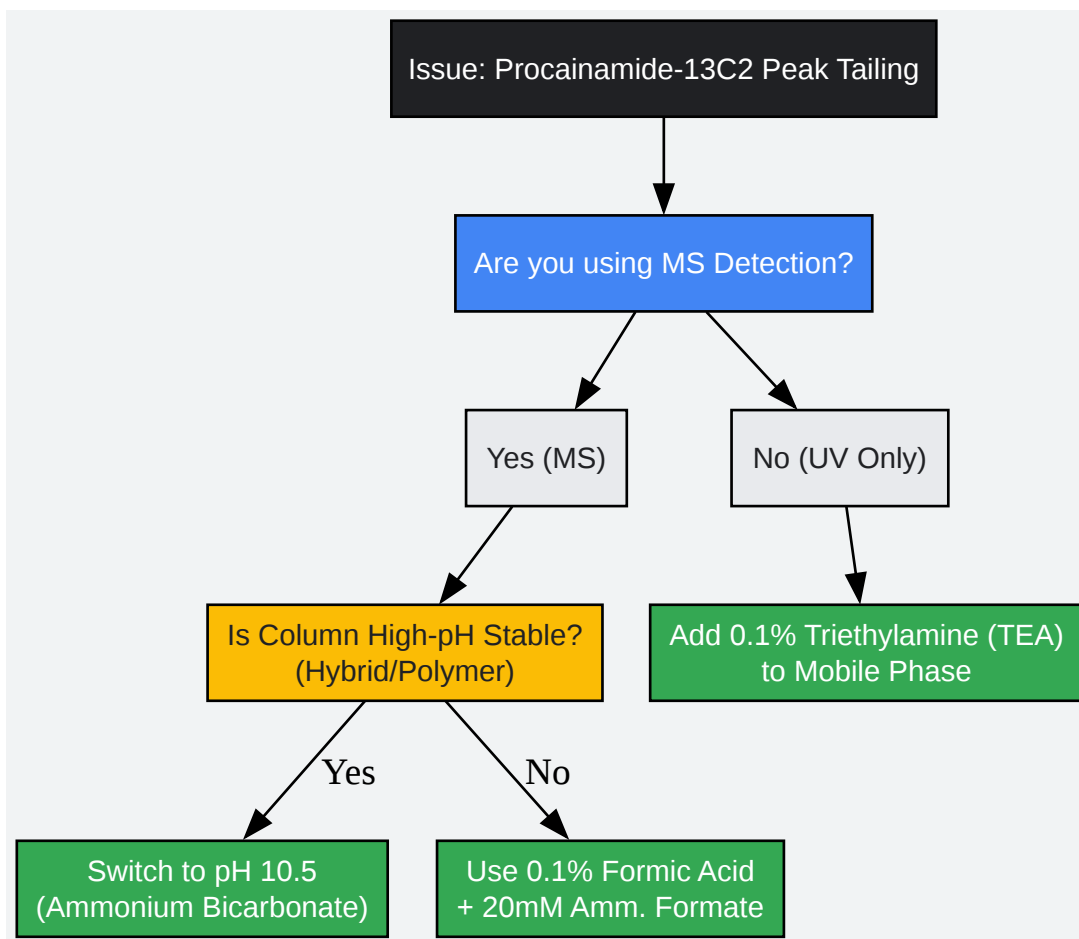 Issue: Procainamide-13C2 Peak Tailing
Are you using MS Detection?
Yes (MS)
No (UV Only)
Is Column High-pH Stable?
(Hybrid/Polymer)
Add 0.1% Triethylamine (TEA)
to Mobile Phase
Yes
No
Switch to pH 10.5
(Ammonium Bicarbonate)
Use 0.1% Formic Acid
+ 20mM Amm. Formate